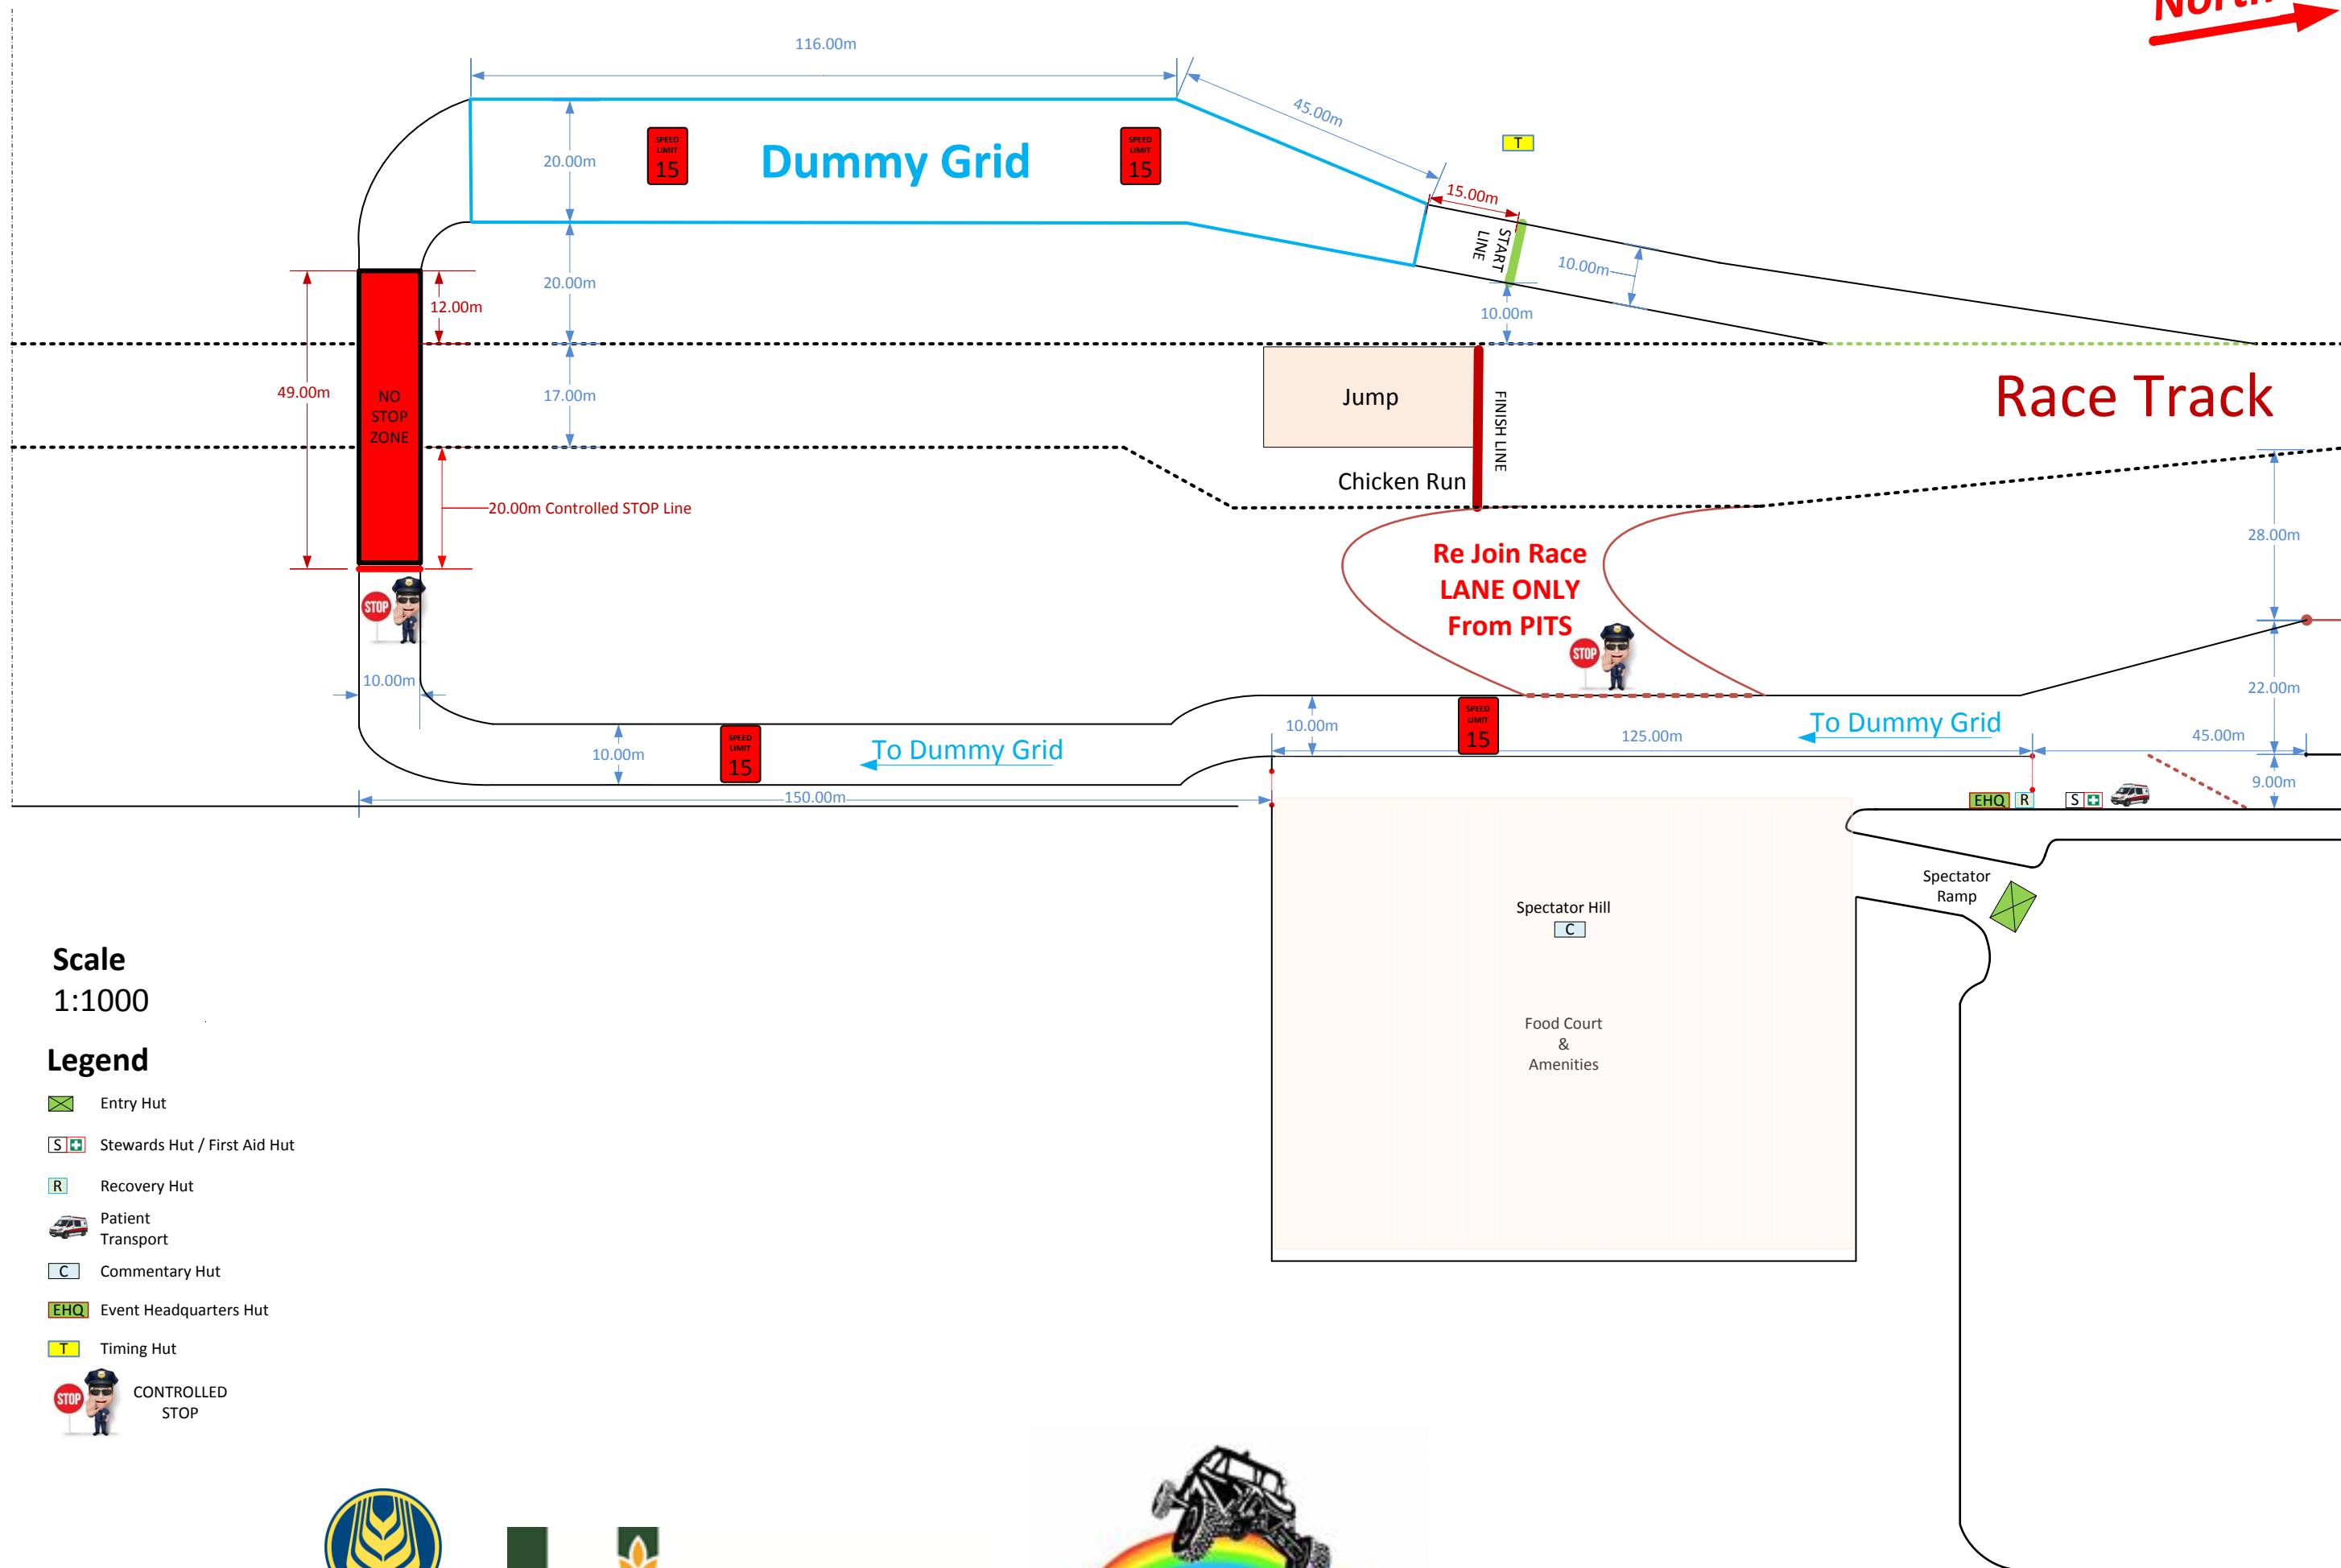 North
116.00m
45.00m
SPEED
LIMIT
15
Dummy Grid
SPEED
LIMIT
15
20.00m
T
15.00m
START
LINE
10.00m
20.00m
12.00m
10.00m
49.00m
NO
STOP
ZONE
17.00m
Jump
FINISH LINE
Race Track
Chicken Run
20.00m Controlled STOP Line
Re Join Race
LANE ONLY
From PITS
28.00m
STOP
STOP
10.00m
22.00m
10.00m
SPEED
LIMIT
15
To Dummy Grid
125.00m
45.00m
10.00m
SPEED
LIMIT
15
To Dummy Grid
9.00m
150.00m
EHQ
R
S
Spectator
Ramp
Spectator Hill
C
Food Court
&
Amenities
Scale
1:1000
Legend
Entry Hut
S Stewards Hut / First Aid Hut
R Recovery Hut
Patient
Transport
C Commentary Hut
EHQ Event Headquarters Hut
T Timing Hut
STOP
CONTROLLED
STOP